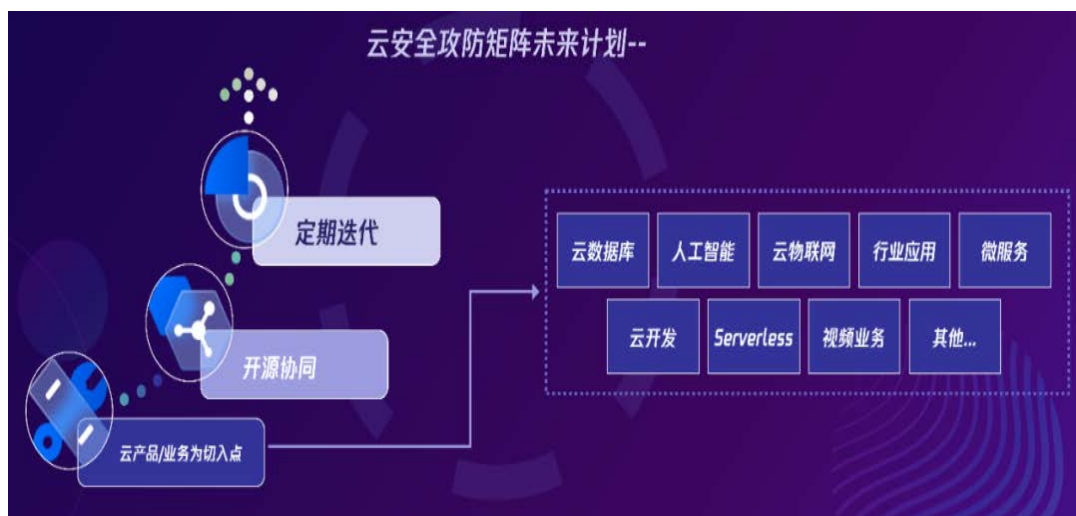 云安全攻防矩阵未来计划--
定期迭代
开源协同
云产品/业务为切入点
云数据库
人工智能
云物联网
行业应用
微服务
云开发
Serverless
视频业务
其他...